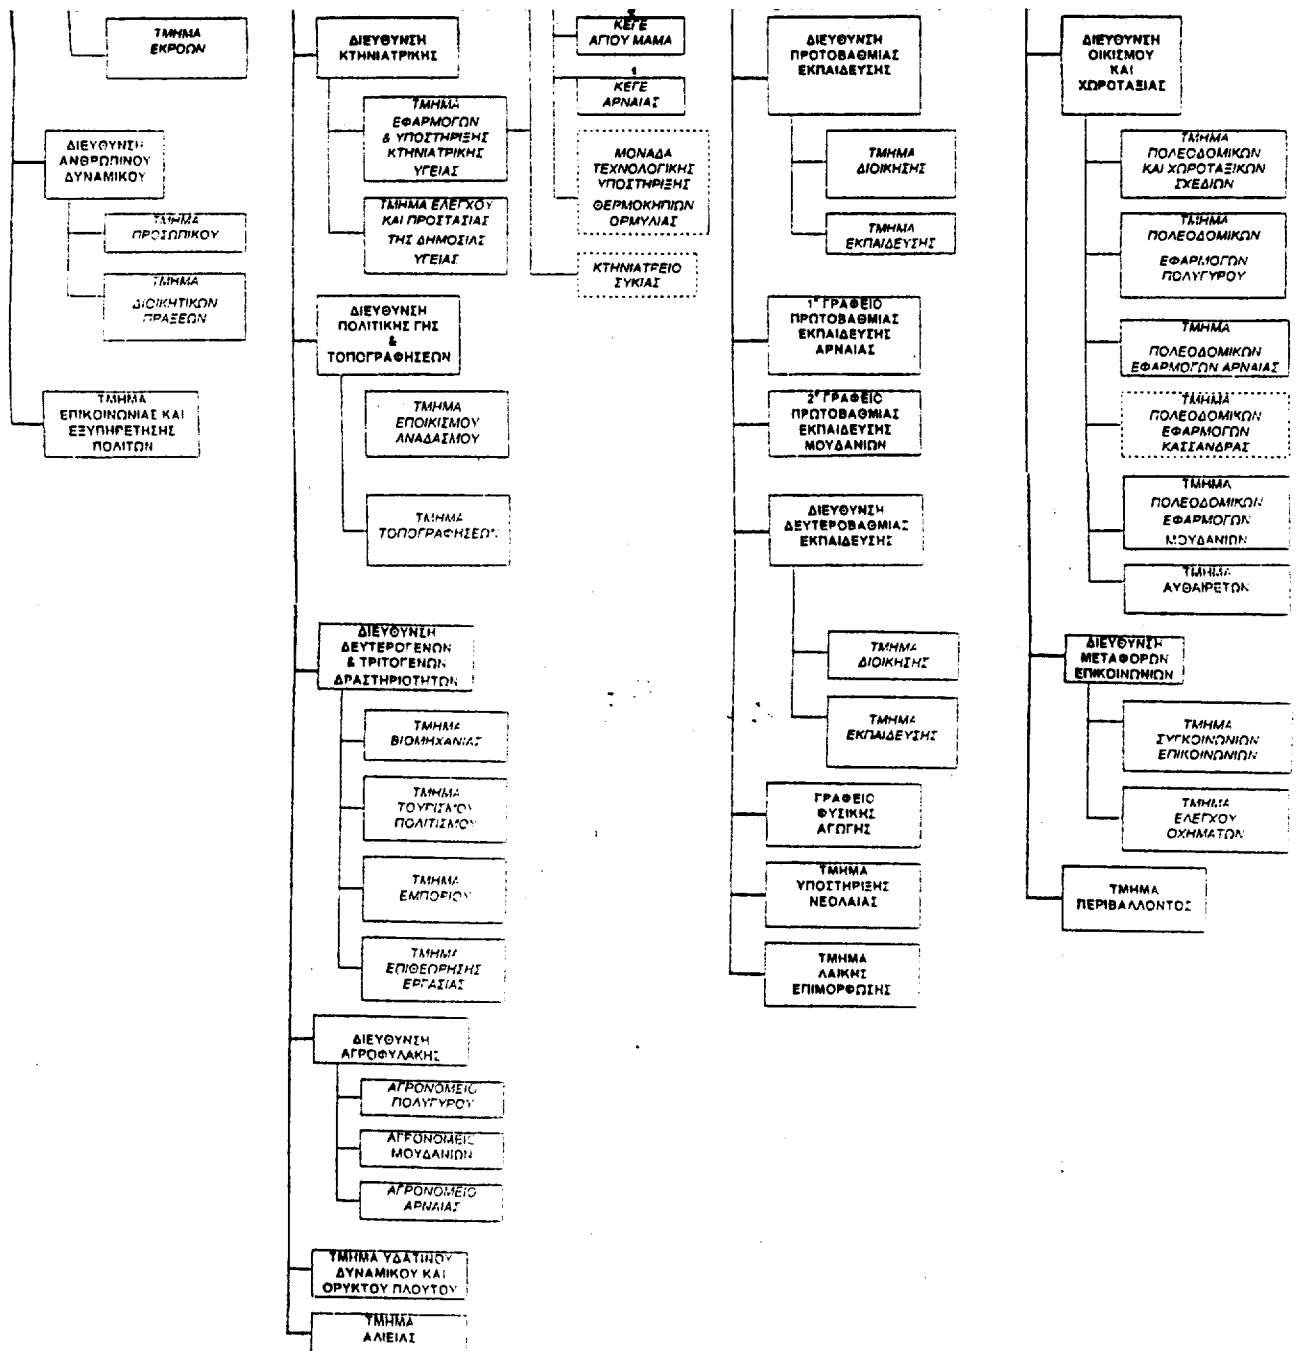 ΤΜΗΜΑ
ΕΚΡΟΩΝ
ΔΙΕΥΘΥΝΣΗ
ΑΝΘΡΩΠΙΝΟΥ
ΔΥΝΑΜΙΚΟΥ
ΤΜΗΜΑ
ΠΡΟΣΩΠΙΚΟΥ
ΤΜΗΜΑ
ΔΙΟΙΚΗΤΙΚΩΝ
ΠΡΑΞΕΩΝ
ΤΜΗΜΑ
ΕΠΙΚΟΙΝΩΝΙΑΣ ΚΑΙ
ΕΞΥΠΗΡΕΤΗΣΗΣ
ΠΟΛΙΤΩΝ
ΔΙΕΥΘΥΝΣΗ
ΚΤΗΝΙΑΤΡΙΚΗΣ
ΤΜΗΜΑ
ΕΦΑΡΜΟΓΩΝ
& ΥΠΟΣΤΗΡΙΞΗΣ
ΚΤΗΝΙΑΤΡΙΚΗΣ
ΥΓΕΙΑΣ
ΤΜΗΜΑ ΕΛΕΓΧΟΥ
ΚΑΙ ΠΡΟΣΤΑΣΙΑΣ
ΤΗΣ ΔΗΜΟΣΙΑΣ
ΥΓΕΙΑΣ
ΔΙΕΥΘΥΝΣΗ
ΠΟΛΙΤΙΚΗΣ ΓΗΣ
&
ΤΟΠΟΓΡΑΦΗΣΕΩΝ
ΤΜΗΜΑ
ΕΠΟΙΚΙΣΜΟΥ
ΑΝΑΔΑΣΜΟΥ
ΤΜΗΜΑ
ΤΟΠΟΓΡΑΦΗΣΕΩΝ
ΔΙΕΥΘΥΝΣΗ
ΔΕΥΤΕΡΟΓΕΝΩΝ
& ΤΡΙΤΟΓΕΝΩΝ
ΔΡΑΣΤΗΡΙΟΤΗΤΩΝ
ΤΜΗΜΑ
ΒΙΟΜΗΧΑΝΙΑΣ
ΤΜΗΜΑ
ΤΟΥΡΙΣΜΟΥ
ΠΟΛΙΤΙΣΜΟΥ
ΤΜΗΜΑ
ΕΜΠΟΡΙΟΥ
ΤΜΗΜΑ
ΕΠΙΘΕΩΡΗΣΗΣ
ΕΡΓΑΣΙΑΣ
ΔΙΕΥΘΥΝΣΗ
ΑΓΡΟΦΥΛΑΚΗΣ
ΑΓΡΟΝΟΜΕΙΟ
ΠΟΛΥΓΥΡΟΥ
ΑΓΡΟΝΟΜΕΙΟ
ΜΟΥΔΑΝΙΩΝ
ΑΓΡΟΝΟΜΕΙΟ
ΑΡΝΑΙΑΣ
ΤΜΗΜΑ ΥΔΑΤΙΝΟΥ
ΔΥΝΑΜΙΚΟΥ ΚΑΙ
ΟΡΥΚΤΟΥ ΠΛΟΥΤΟΥ
ΤΜΗΜΑ
ΑΛΙΕΙΑΣ
ΚΕΓΕ
ΑΓΙΟΥ ΜΑΜΑ
ΚΕΓΕ
ΑΡΝΑΙΑΣ
ΜΟΝΑΔΑ
ΤΕΧΝΟΛΟΓΙΚΗΣ
ΥΠΟΣΤΗΡΙΞΗΣ
ΘΕΡΜΟΚΗΠΙΩΝ
ΟΡΜΥΛΙΑΣ
ΚΤΗΝΙΑΤΡΕΙΟ
ΣΥΚΙΑΣ
ΔΙΕΥΘΥΝΣΗ
ΠΡΩΤΟΒΑΘΜΙΑΣ
ΕΚΠΑΙΔΕΥΣΗΣ
ΤΜΗΜΑ
ΔΙΟΙΚΗΣΗΣ
ΤΜΗΜΑ
ΕΚΠΑΙΔΕΥΣΗΣ
1º ΓΡΑΦΕΙΟ
ΠΡΩΤΟΒΑΘΜΙΑΣ
ΕΚΠΑΙΔΕΥΣΗΣ
ΑΡΝΑΙΑΣ
2º ΓΡΑΦΕΙΟ
ΠΡΩΤΟΒΑΘΜΙΑΣ
ΕΚΠΑΙΔΕΥΣΗΣ
ΜΟΥΔΑΝΙΩΝ
ΔΙΕΥΘΥΝΣΗ
ΔΕΥΤΕΡΟΒΑΘΜΙΑΣ
ΕΚΠΑΙΔΕΥΣΗΣ
ΤΜΗΜΑ
ΔΙΟΙΚΗΣΗΣ
ΤΜΗΜΑ
ΕΚΠΑΙΔΕΥΣΗΣ
ΓΡΑΦΕΙΟ
ΦΥΣΙΚΗΣ
ΑΓΩΓΗΣ
ΤΜΗΜΑ
ΥΠΟΣΤΗΡΙΞΗΣ
ΝΕΟΛΑΙΑΣ
ΤΜΗΜΑ
ΛΑΪΚΗΣ
ΕΠΙΜΟΡΦΩΣΗΣ
ΔΙΕΥΘΥΝΣΗ
ΟΙΚΙΣΜΟΥ
ΚΑΙ
ΧΩΡΟΤΑΞΙΑΣ
ΤΜΗΜΑ
ΠΟΛΕΟΔΟΜΙΚΩΝ
ΚΑΙ ΧΩΡΟΤΑΞΙΚΩΝ
ΣΧΕΔΙΩΝ
ΤΜΗΜΑ
ΠΟΛΕΟΔΟΜΙΚΩΝ
ΕΦΑΡΜΟΓΩΝ
ΠΟΛΥΓΥΡΟΥ
ΤΜΗΜΑ
ΠΟΛΕΟΔΟΜΙΚΩΝ
ΕΦΑΡΜΟΓΩΝ ΑΡΝΑΙΑΣ
ΤΜΗΜΑ
ΠΟΛΕΟΔΟΜΙΚΩΝ
ΕΦΑΡΜΟΓΩΝ
ΚΑΣΣΑΝΔΡΑΣ
ΤΜΗΜΑ
ΠΟΛΕΟΔΟΜΙΚΩΝ
ΕΦΑΡΜΟΓΩΝ
ΜΟΥΔΑΝΙΩΝ
ΤΜΗΜΑ
ΑΥΘΑΙΡΕΤΩΝ
ΔΙΕΥΘΥΝΣΗ
ΜΕΤΑΦΟΡΩΝ
ΕΠΙΚΟΙΝΩΝΙΩΝ
ΤΜΗΜΑ
ΣΥΓΚΟΙΝΩΝΙΩΝ
ΕΠΙΚΟΙΝΩΝΙΩΝ
ΤΜΗΜΑ
ΕΛΕΓΧΟΥ
ΟΧΗΜΑΤΩΝ
ΤΜΗΜΑ
ΠΕΡΙΒΑΛΛΟΝΤΟΣ